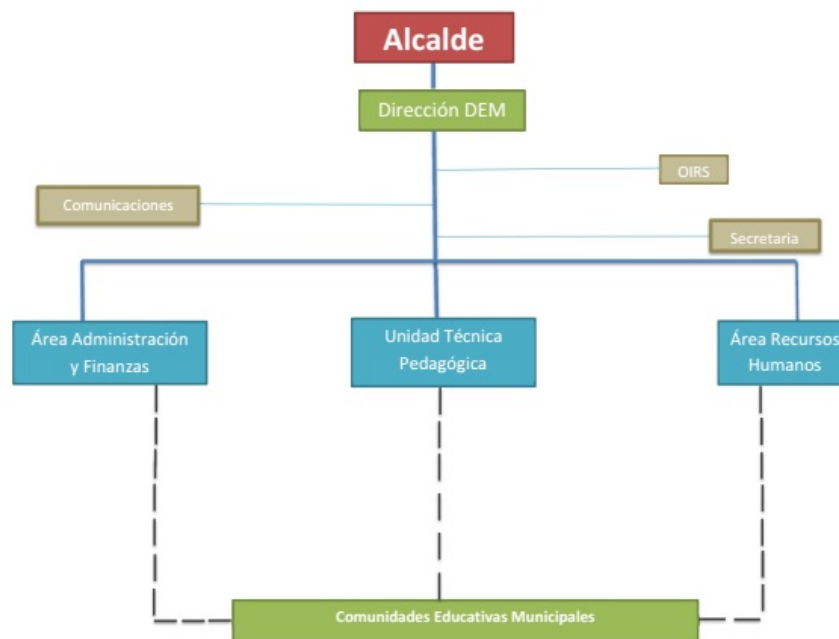 Alcalde
Dirección DEM
OIRS
Comunicaciones
Secretaria
Área Administración
y Finanzas
Unidad Técnica
Pedagógica
Área Recursos
Humanos
Comunidades Educativas Municipales